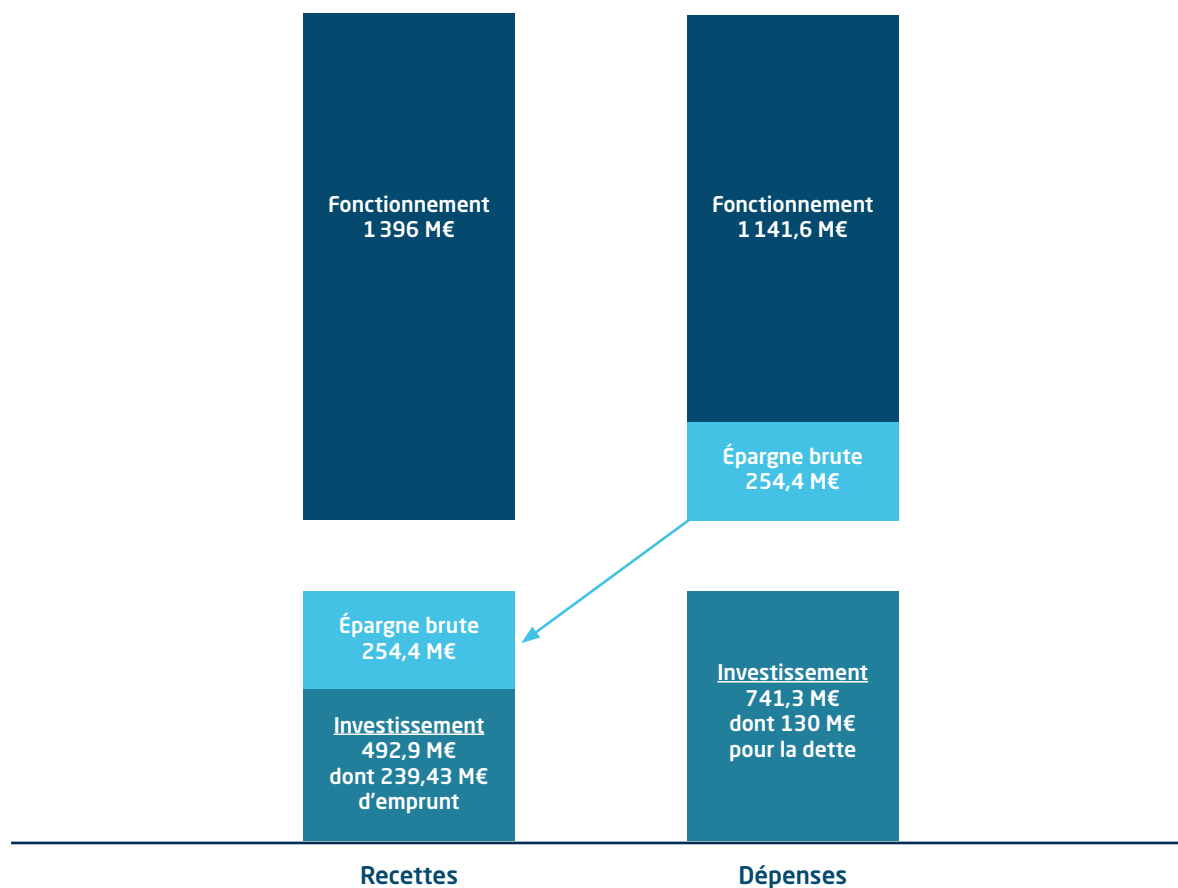 Fonctionnement
1 396 M€
Fonctionnement
1 141,6 M€
Épargne brute
254,4 M€
Épargne brute
254,4 M€
Investissement
492,9 M€
dont 239,43 M€
d'emprunt
Investissement
741,3 M€
dont 130 M€
pour la dette
Recettes
Dépenses